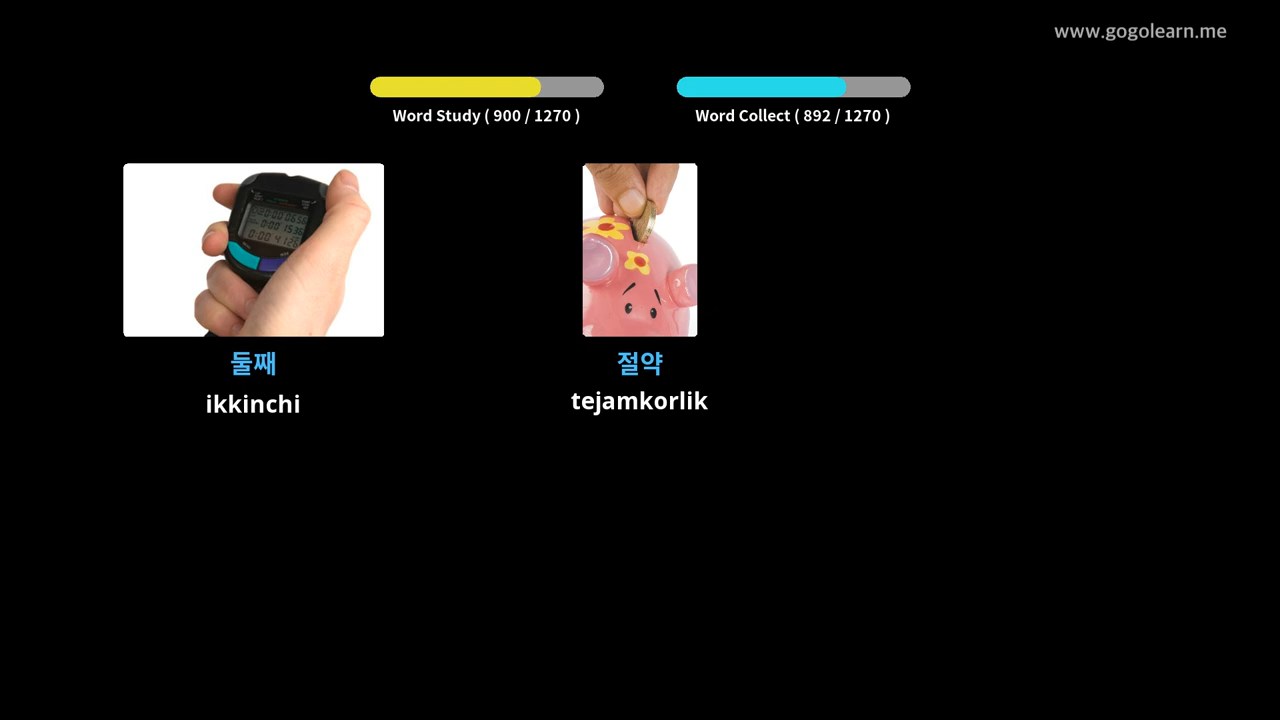 www.gogolearn.me
Word Study ( 900 / 1270 )
Word Collect ( 892 / 1270 )
둘째
ikkinchi
절약
tejamkorlik